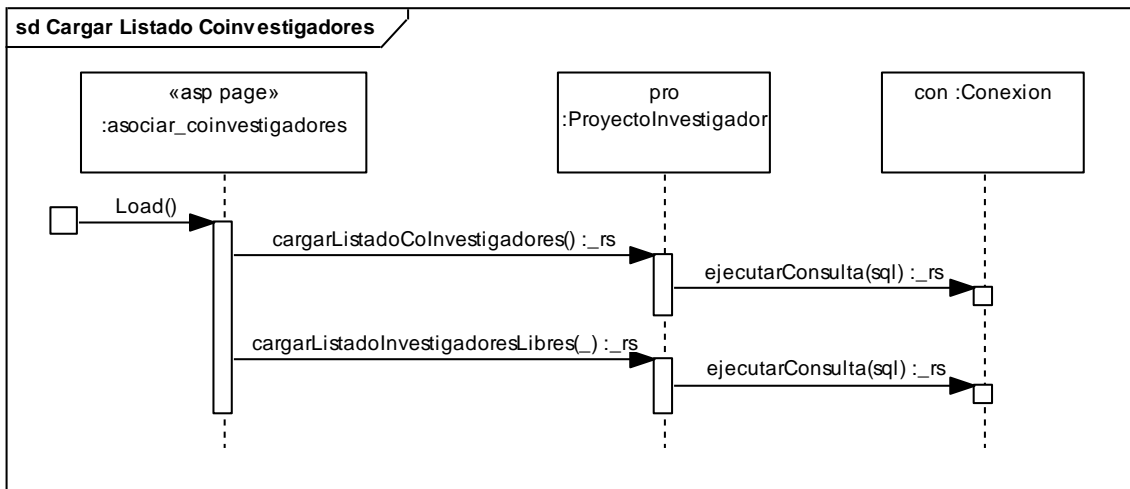 sd Cargar Listado Coinvestigadores
«asp page»
:asociar_coinvestigadores
pro
:ProyectoInvestigador
con :Conexion
Load()
cargarListadoCoInvestigadores() :_rs
ejecutarConsulta(sql) :_rs
cargarListadoInvestigadoresLibres(_) :_rs
ejecutarConsulta(sql) :_rs